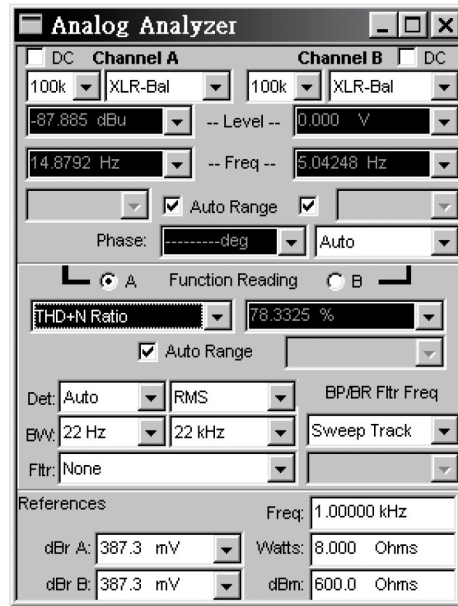 Analog Analyzer
DC Channel A Channel B DC
100k XLR-Bal 100k XLR-Bal
-87.885 dBu -- Level -- 0.000 V
14.8792 Hz -- Freq -- 5.04248 Hz
Auto Range
Phase: ---------deg Auto
A Function Reading B
THD+N Ratio 78.3325 %
Auto Range
Det: Auto RMS BP/BR Fltr Freq
BW: 22 Hz 22 kHz Sweep Track
Fltr: None
References Freq: 1.00000 kHz
dBr A: 387.3 mV Watts: 8.000 Ohms
dBr B: 387.3 mV dBm: 600.0 Ohms